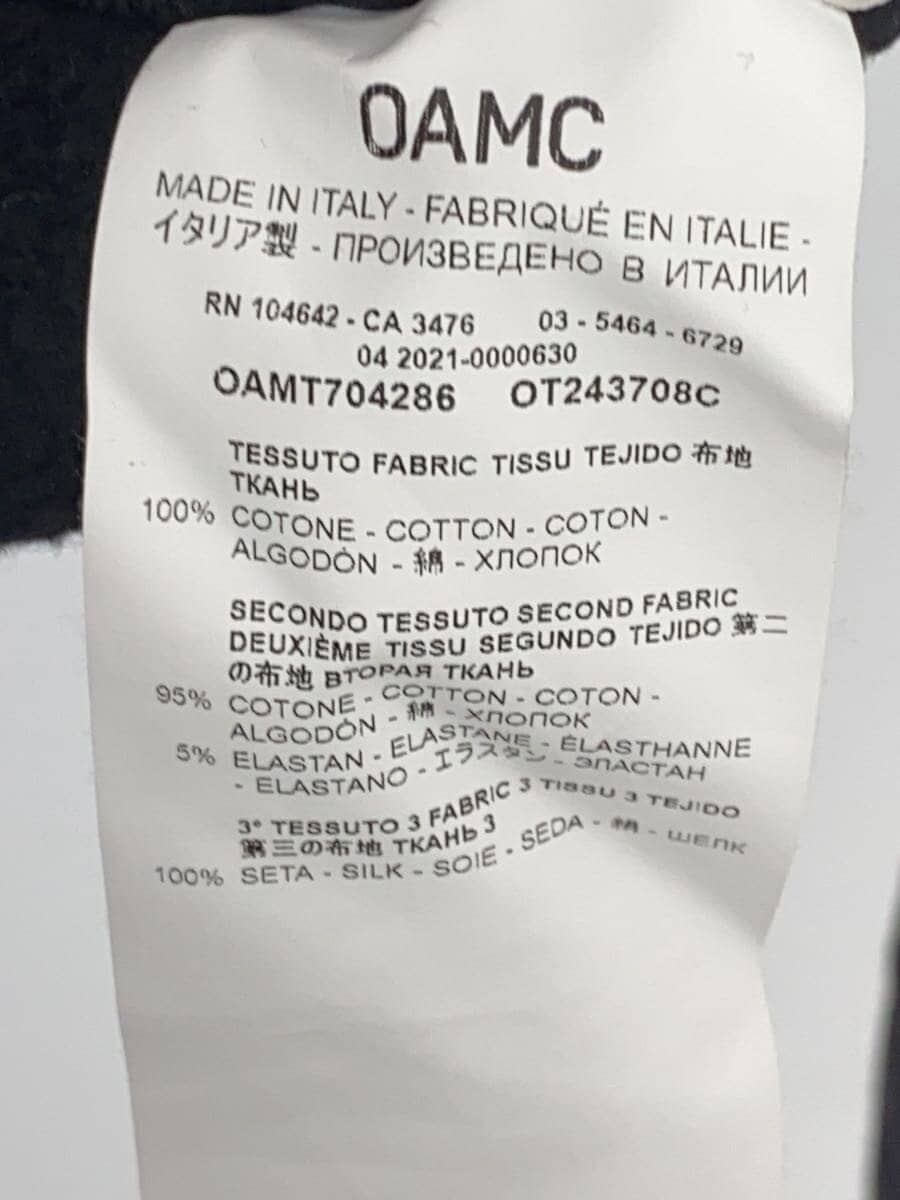 OAMC
MADE IN ITALY - FABRIQUÉ EN ITALIE -
イタリア製 - ПРОИЗВЕДЕНО В ИТАЛИИ
RN 104642 - CA 3476 03 - 5464 - 6729
04 2021-0000630
OAMT704286 OT243708C
TESSUTO FABRIC TISSU TEJIDO 布地
ТКАНЬ
100% COTONE - COTTON - COTON -
ALGODÒN - 綿 - ХЛОПОК
SECONDO TESSUTO SECOND FABRIC
DEUXIÈME TISSU SEGUNDO TEJIDO 第二
の布地 ВТОРАЯ ТКАНЬ
95% COTONE - COTTON - COTON -
ALGODÒN - 綿 - ХЛОПОК
5% ELASTAN - ELASTANE - ÉLASTHANNE
- ELASTANO - エラスタン - ЭЛАСТАН
3° TESSUTO 3 FABRIC 3 TISSU 3 TEJIDO
第三の布地 ТКАНЬ 3
100% SETA - SILK - SOIE - SEDA - 絹 - ШЕЛК